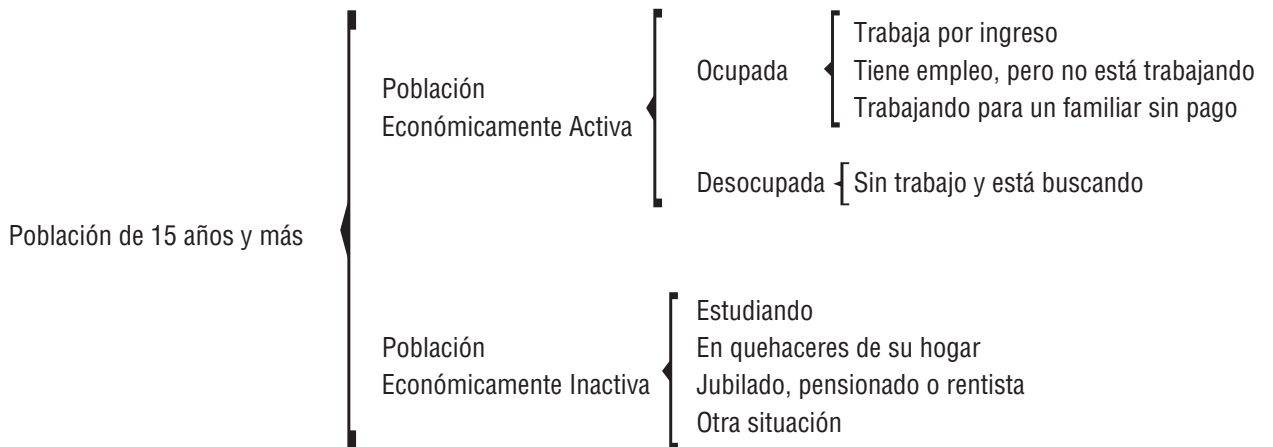 Población de 15 años y más
Población
Económicamente Activa
Ocupada
Trabaja por ingreso
Tiene empleo, pero no está trabajando
Trabajando para un familiar sin pago
Desocupada
Sin trabajo y está buscando
Población
Económicamente Inactiva
Estudiando
En quehaceres de su hogar
Jubilado, pensionado o rentista
Otra situación